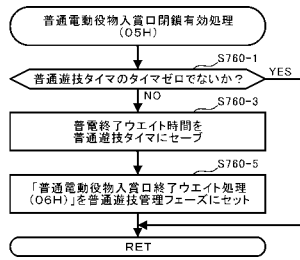 普通電動役物入賞口閉鎖有効処理
(05H)
S760-1
普通遊技タイマのタイマゼロでないか？
YES
NO
S760-3
普電終了ウエイト時間を
普通遊技タイマにセーブ
S760-5
「普通電動役物入賞口終了ウエイト処理
(06H)」を普通遊技管理フェーズにセット
RET